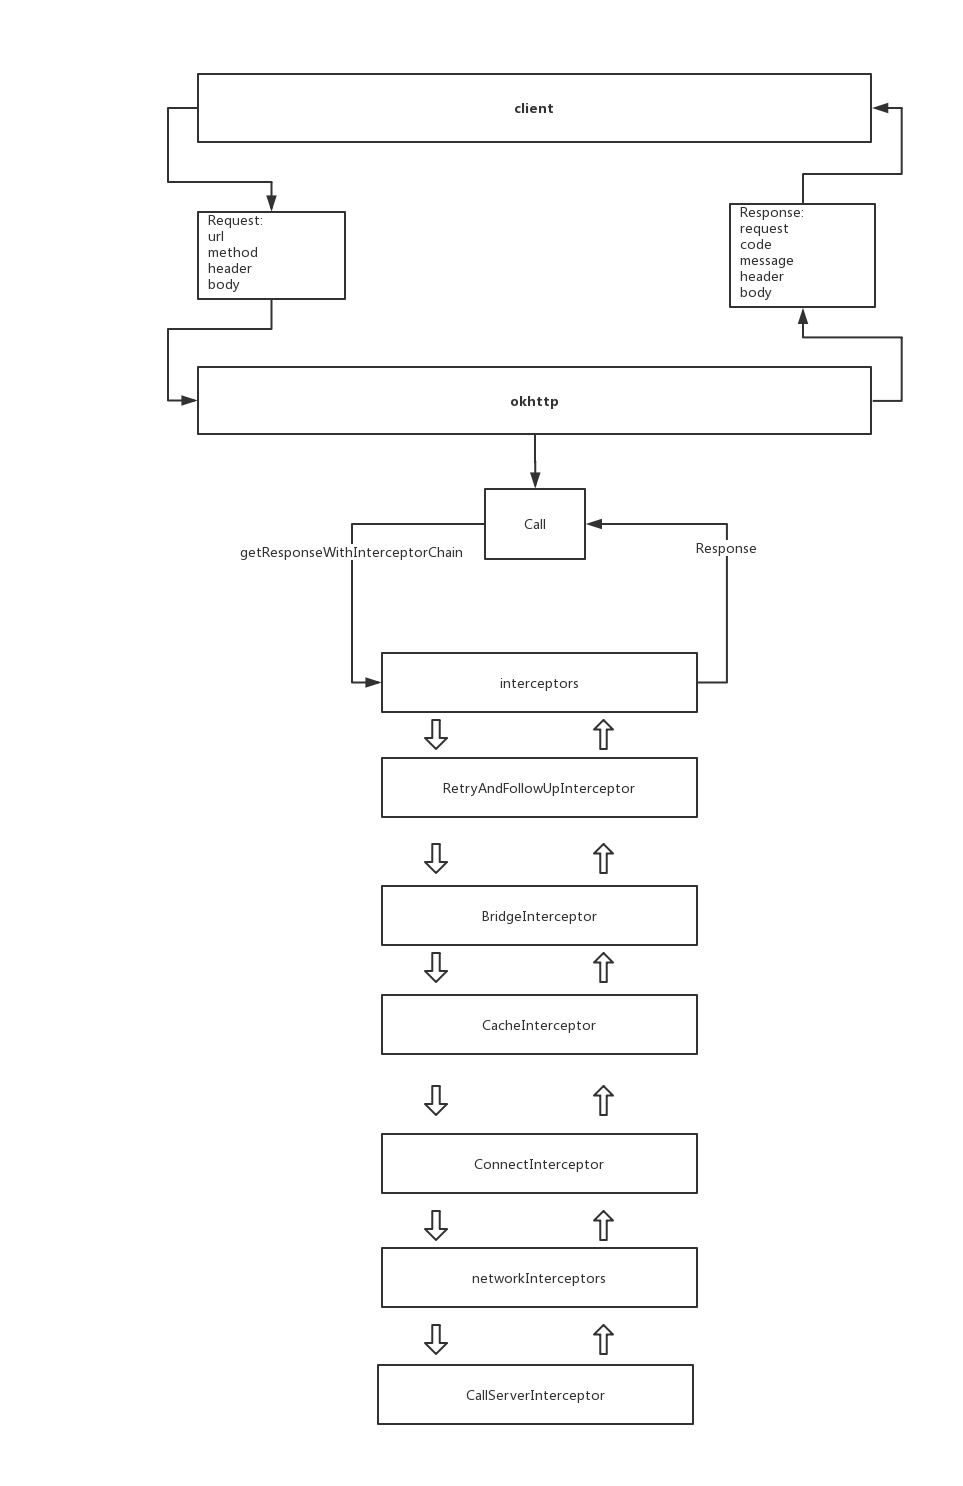 client
Request:
url
method
header
body
Response:
request
code
message
header
body
okhttp
Call
getResponseWithInterceptorChain
Response
interceptors
RetryAndFollowUpInterceptor
BridgeInterceptor
CacheInterceptor
ConnectInterceptor
networkInterceptors
CallServerInterceptor